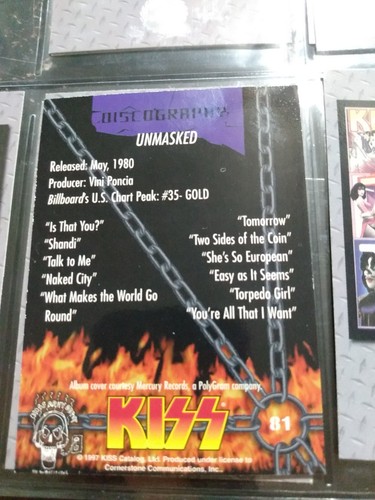 DISCOGRAPHY
UNMASKED
Released: May, 1980
Producer: Vini Poncia
Billboard's U.S. Chart Peak: #35- GOLD
"Is That You?"
"Shandi"
"Talk to Me"
"Naked City"
"What Makes the World Go
Round"
"Tomorrow"
"Two Sides of the Coin"
"She's So European"
"Easy as It Seems"
"Torpedo Girl"
"You're All That I Want"
Album cover courtesy Mercury Records, a PolyGram company.
KISS
81
© 1997 KISS Catalog, Ltd. Produced under license to
Cornerstone Communications, Inc.